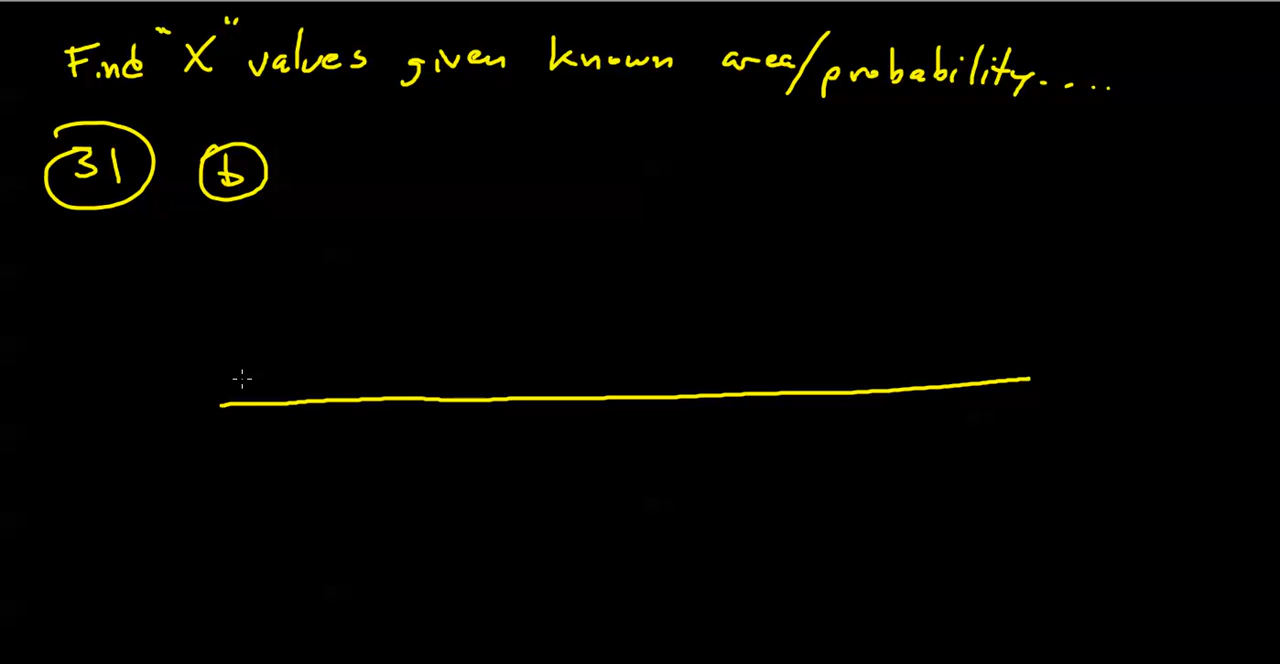 Find "X" values given known area/probability....
31 b